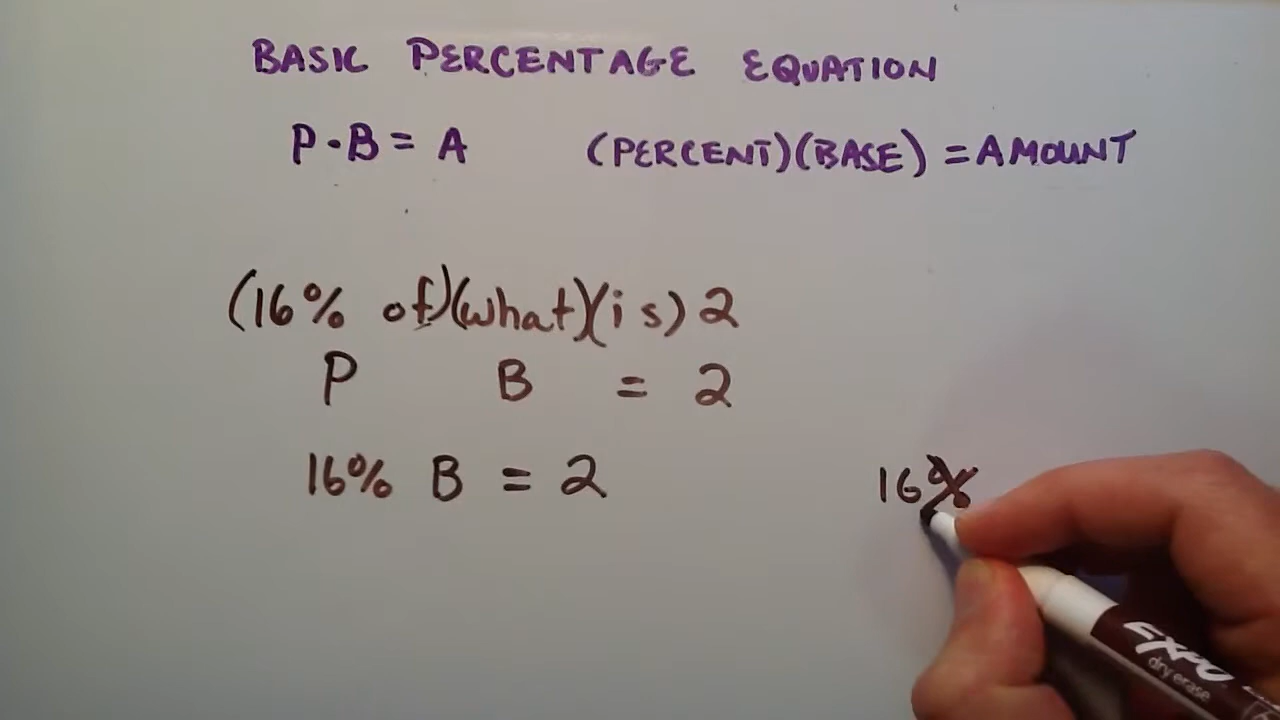 BASIC PERCENTAGE EQUATION
P · B = A (PERCENT)(BASE) = AMOUNT
(16% of)(what)(is) 2
P B = 2
16% B = 2 16%
EXPO
dry erase